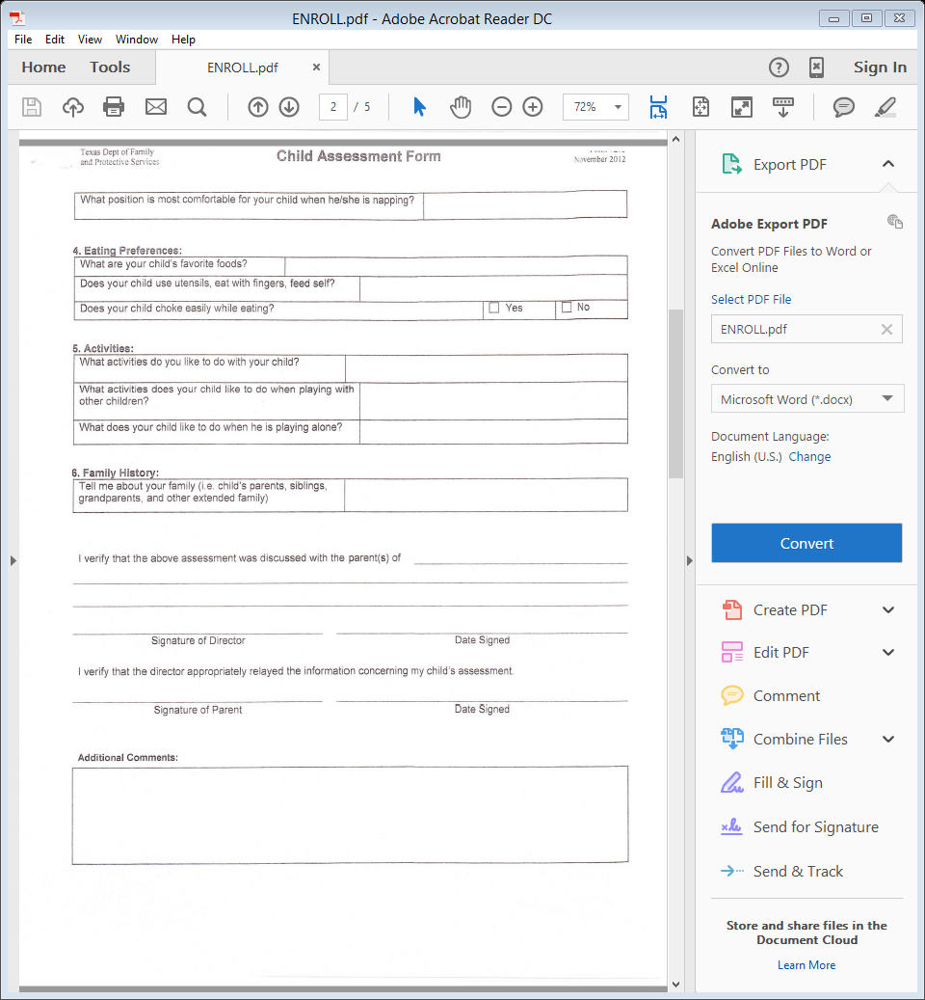 ENROLL.pdf - Adobe Acrobat Reader DC
File Edit View Window Help
Home Tools ENROLL.pdf × Sign In
2 / 5 72%
Texas Dept of Family
and Protective Services
Child Assessment Form
November 2012
What position is most comfortable for your child when he/she is napping?
4. Eating Preferences:
What are your child's favorite foods?
Does your child use utensils, eat with fingers, feed self?
Does your child choke easily while eating? Yes No
5. Activities:
What activities do you like to do with your child?
What activities does your child like to do when playing with
other children?
What does your child like to do when he is playing alone?
6. Family History:
Tell me about your family (i.e. child's parents, siblings,
grandparents, and other extended family)
I verify that the above assessment was discussed with the parent(s) of
Signature of Director Date Signed
I verify that the director appropriately relayed the information concerning my child's assessment.
Signature of Parent Date Signed
Additional Comments:
Export PDF
Adobe Export PDF
Convert PDF Files to Word or
Excel Online
Select PDF File
ENROLL.pdf
Convert to
Microsoft Word (*.docx)
Document Language:
English (U.S.) Change
Convert
Create PDF
Edit PDF
Comment
Combine Files
Fill & Sign
Send for Signature
Send & Track
Store and share files in the
Document Cloud
Learn More